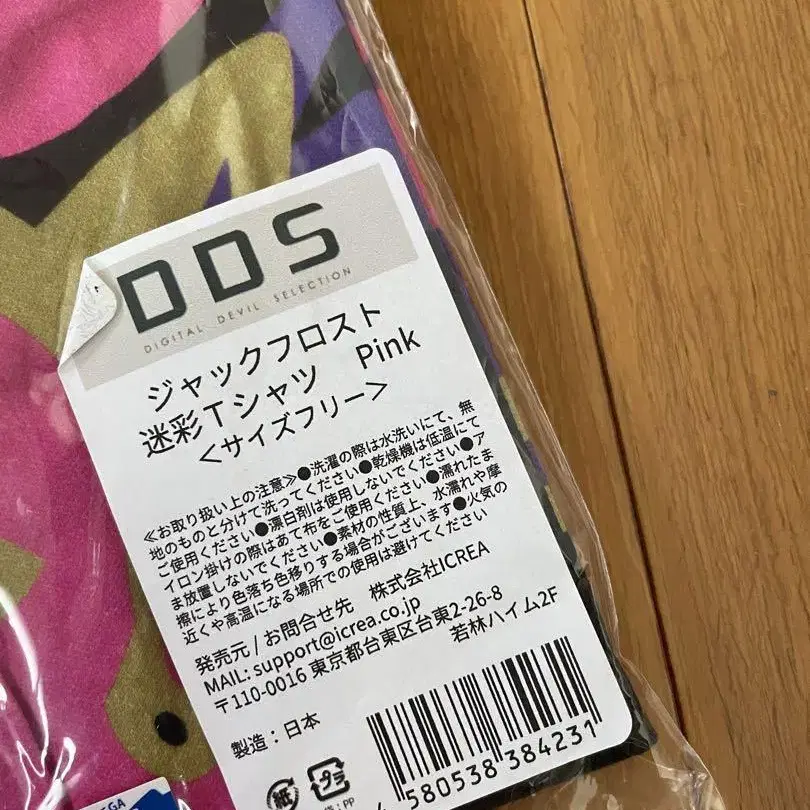 DDS
DIGITAL DEVIL SELECTION
ジャックフロスト
迷彩Tシャツ Pink
<サイズフリー>
≪お取り扱い上の注意≫●洗濯の際は水洗いにて、無
地のものと分けて洗ってください●乾燥機は低温にて
ご使用ください●漂白剤は使用しないでください●ア
イロン掛けの際はあて布をご使用ください●濡れたま
ま放置しないでください●素材の性質上、水濡れや摩
擦により色落ち色移りする場合がございます●火気の
近くや高温になる場所での使用は避けてください
発売元/お問合せ先 株式会社ICREA
MAIL: support@icrea.co.jp
〒110-0016 東京都台東区台東2-26-8
若林ハイム2F
製造:日本
紙
プラ
袋:PP
4 580538 384231
EGA